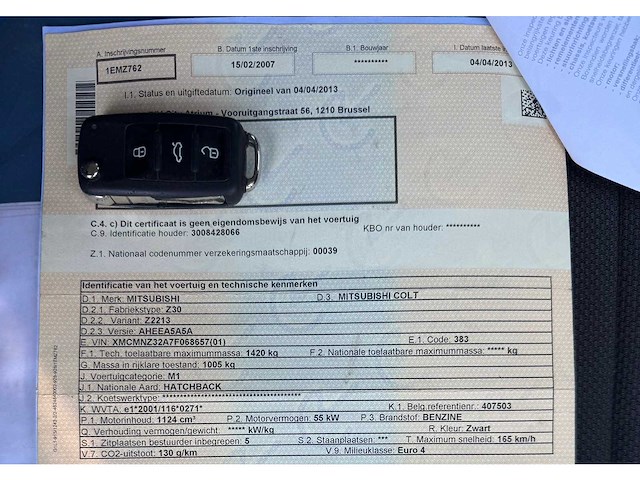 A. Inschrijvingsnummer B. Datum 1ste inschrijving B.1. Bouwjaar I. Datum laatste
1EMZ762 15/02/2007 ********** 04/04/2013
I.1. Status en uitgiftedatum: Origineel van 04/04/2013
Atrium - Vooruitgangstraat 56, 1210 Brussel
C.4. c) Dit certificaat is geen eigendomsbewijs van het voertuig
C.9. Identificatie houder: 3008428066 KBO nr van houder: **********
Z.1. Nationaal codenummer verzekeringsmaatschappij: 00039
Identificatie van het voertuig en technische kenmerken
D.1. Merk: MITSUBISHI D.3. MITSUBISHI COLT
D.2.1. Fabriekstype: Z30
D.2.2. Variant: Z2213
D.2.3. Versie: AHEEA5A5A
E. VIN: XMCMNZ32A7F068657(01) E.1. Code: 383
F.1. Tech. toelaatbare maximummassa: 1420 kg F 2. Nationale toelaatbare maximummassa: ***** kg
G. Massa in rijklare toestand: 1005 kg
J. Voertuigcategorie: M1
J.1. Nationale Aard: HATCHBACK
J.2. Koetswerktype: ******************************
K. WVTA: e1*2001/116*0271* K.1. Belg.referentienr.: 407503
P.1. Motorinhoud: 1124 cm³ P.2. Motorvermogen: 55 kW P.3. Brandstof: BENZINE
Q. Verhouding vermogen/gewicht: ***** kW/kg R. Kleur: Zwart
S.1. Zitplaatsen bestuurder inbegrepen: 5 S.2. Staanplaatsen: *** T. Maximum snelheid: 165 km/h
V.7. CO2-uitstoot: 130 g/km V.9. Milieuklasse: Euro 4